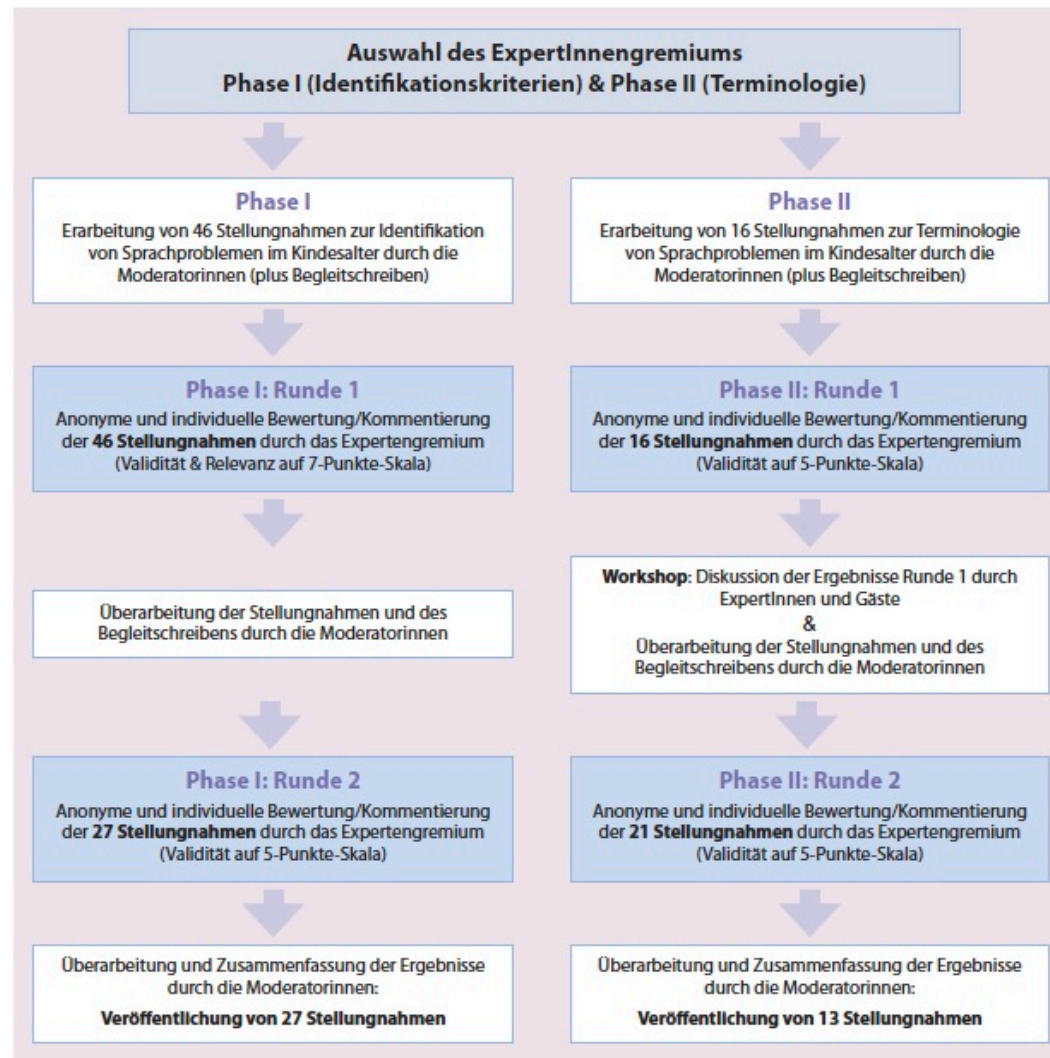 Auswahl des ExpertInnengremiums
Phase I (Identifikationskriterien) & Phase II (Terminologie)
Phase I
Erarbeitung von 46 Stellungnahmen zur Identifikation
von Sprachproblemen im Kindesalter durch die
Moderatorinnen (plus Begleitschreiben)
Phase II
Erarbeitung von 16 Stellungnahmen zur Terminologie
von Sprachproblemen im Kindesalter durch die
Moderatorinnen (plus Begleitschreiben)
Phase I: Runde 1
Anonyme und individuelle Bewertung/Kommentierung
der 46 Stellungnahmen durch das Expertengremium
(Validität & Relevanz auf 7-Punkte-Skala)
Phase II: Runde 1
Anonyme und individuelle Bewertung/Kommentierung
der 16 Stellungnahmen durch das Expertengremium
(Validität auf 5-Punkte-Skala)
Überarbeitung der Stellungnahmen und des
Begleitschreibens durch die Moderatorinnen
Workshop: Diskussion der Ergebnisse Runde 1 durch
ExpertInnen und Gäste
&
Überarbeitung der Stellungnahmen und des
Begleitschreibens durch die Moderatorinnen
Phase I: Runde 2
Anonyme und individuelle Bewertung/Kommentierung
der 27 Stellungnahmen durch das Expertengremium
(Validität auf 5-Punkte-Skala)
Phase II: Runde 2
Anonyme und individuelle Bewertung/Kommentierung
der 21 Stellungnahmen durch das Expertengremium
(Validität auf 5-Punkte-Skala)
Überarbeitung und Zusammenfassung der Ergebnisse
durch die Moderatorinnen:
Veröffentlichung von 27 Stellungnahmen
Überarbeitung und Zusammenfassung der Ergebnisse
durch die Moderatorinnen:
Veröffentlichung von 13 Stellungnahmen